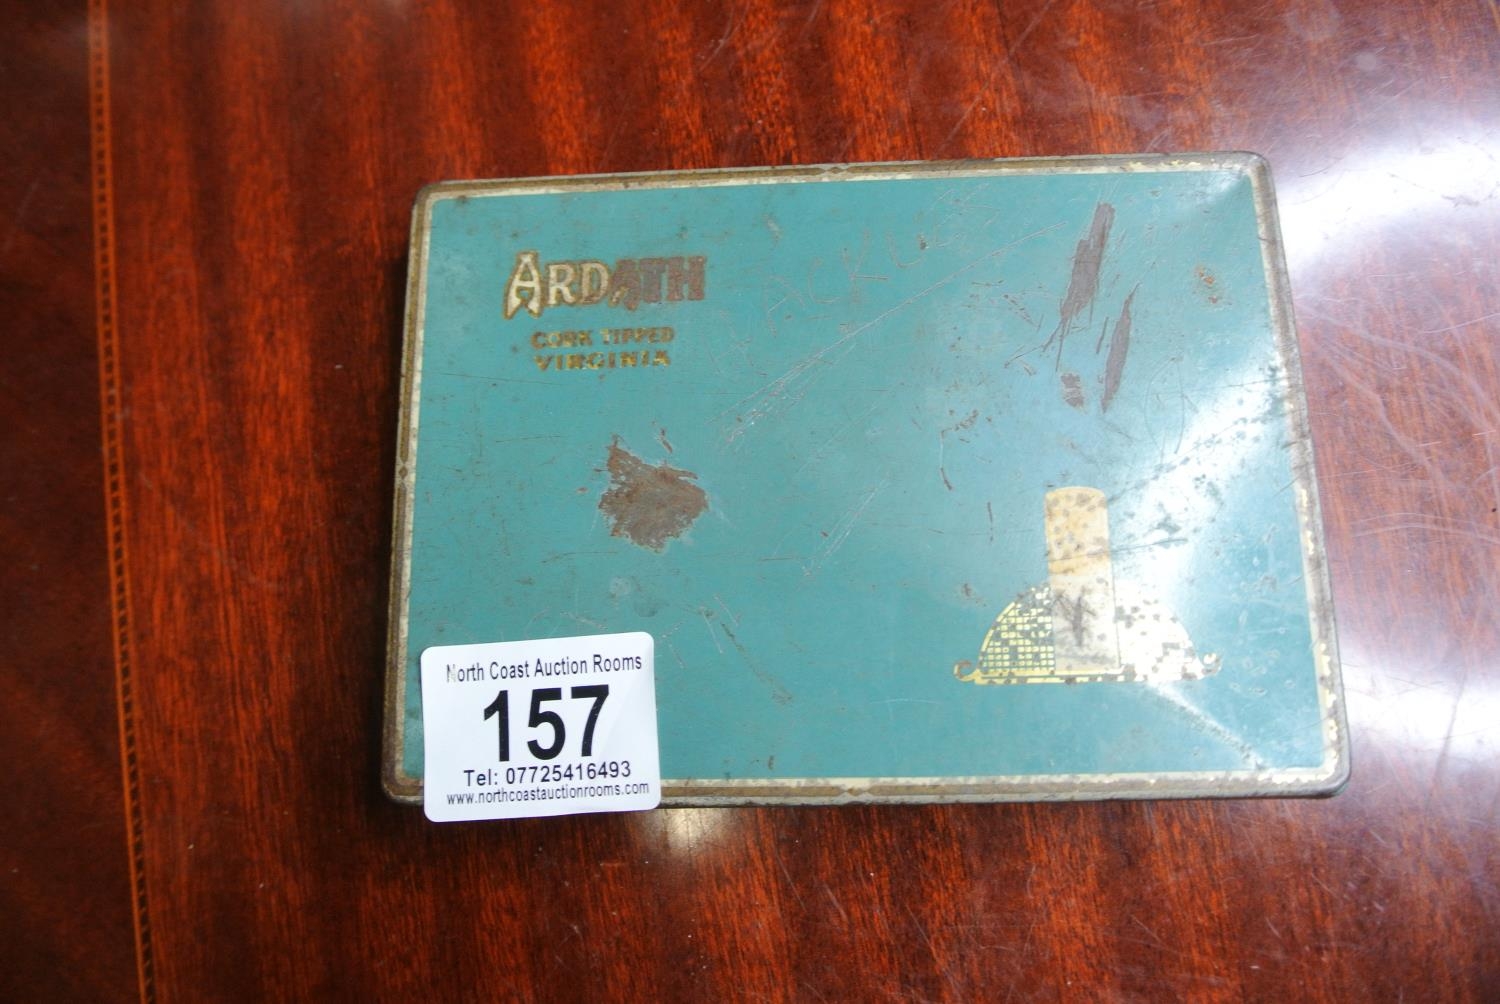 ARDATH
CORK TIPPED
VIRGINIA
North Coast Auction Rooms
157
Tel: 07725416493
www.northcoastauctionrooms.com